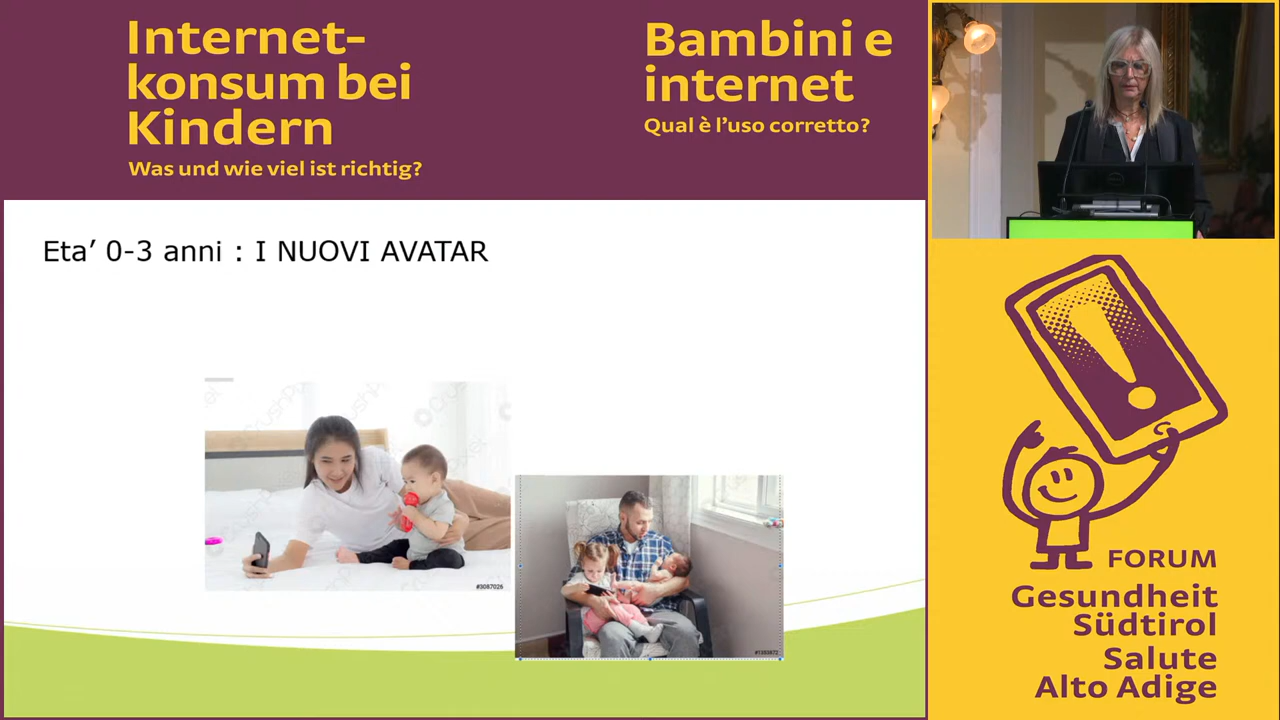 Internet-
konsum bei
Kindern
Was und wie viel ist richtig?
Bambini e
internet
Qual è l'uso corretto?
Eta' 0-3 anni : I NUOVI AVATAR
#3087026
FORUM
Gesundheit
Südtirol
Salute
Alto Adige